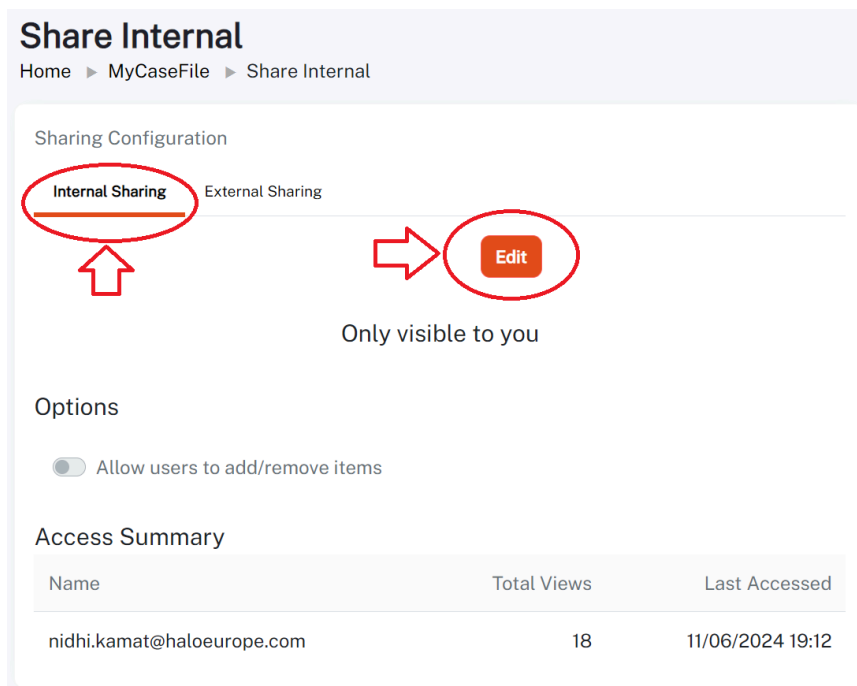 Share Internal
Home ▶ MyCaseFile ▶ Share Internal
Sharing Configuration
Internal Sharing External Sharing
Edit
Only visible to you
Options
Allow users to add/remove items
Access Summary
Name Total Views Last Accessed
nidhi.kamat@haloeurope.com 18 11/06/2024 19:12